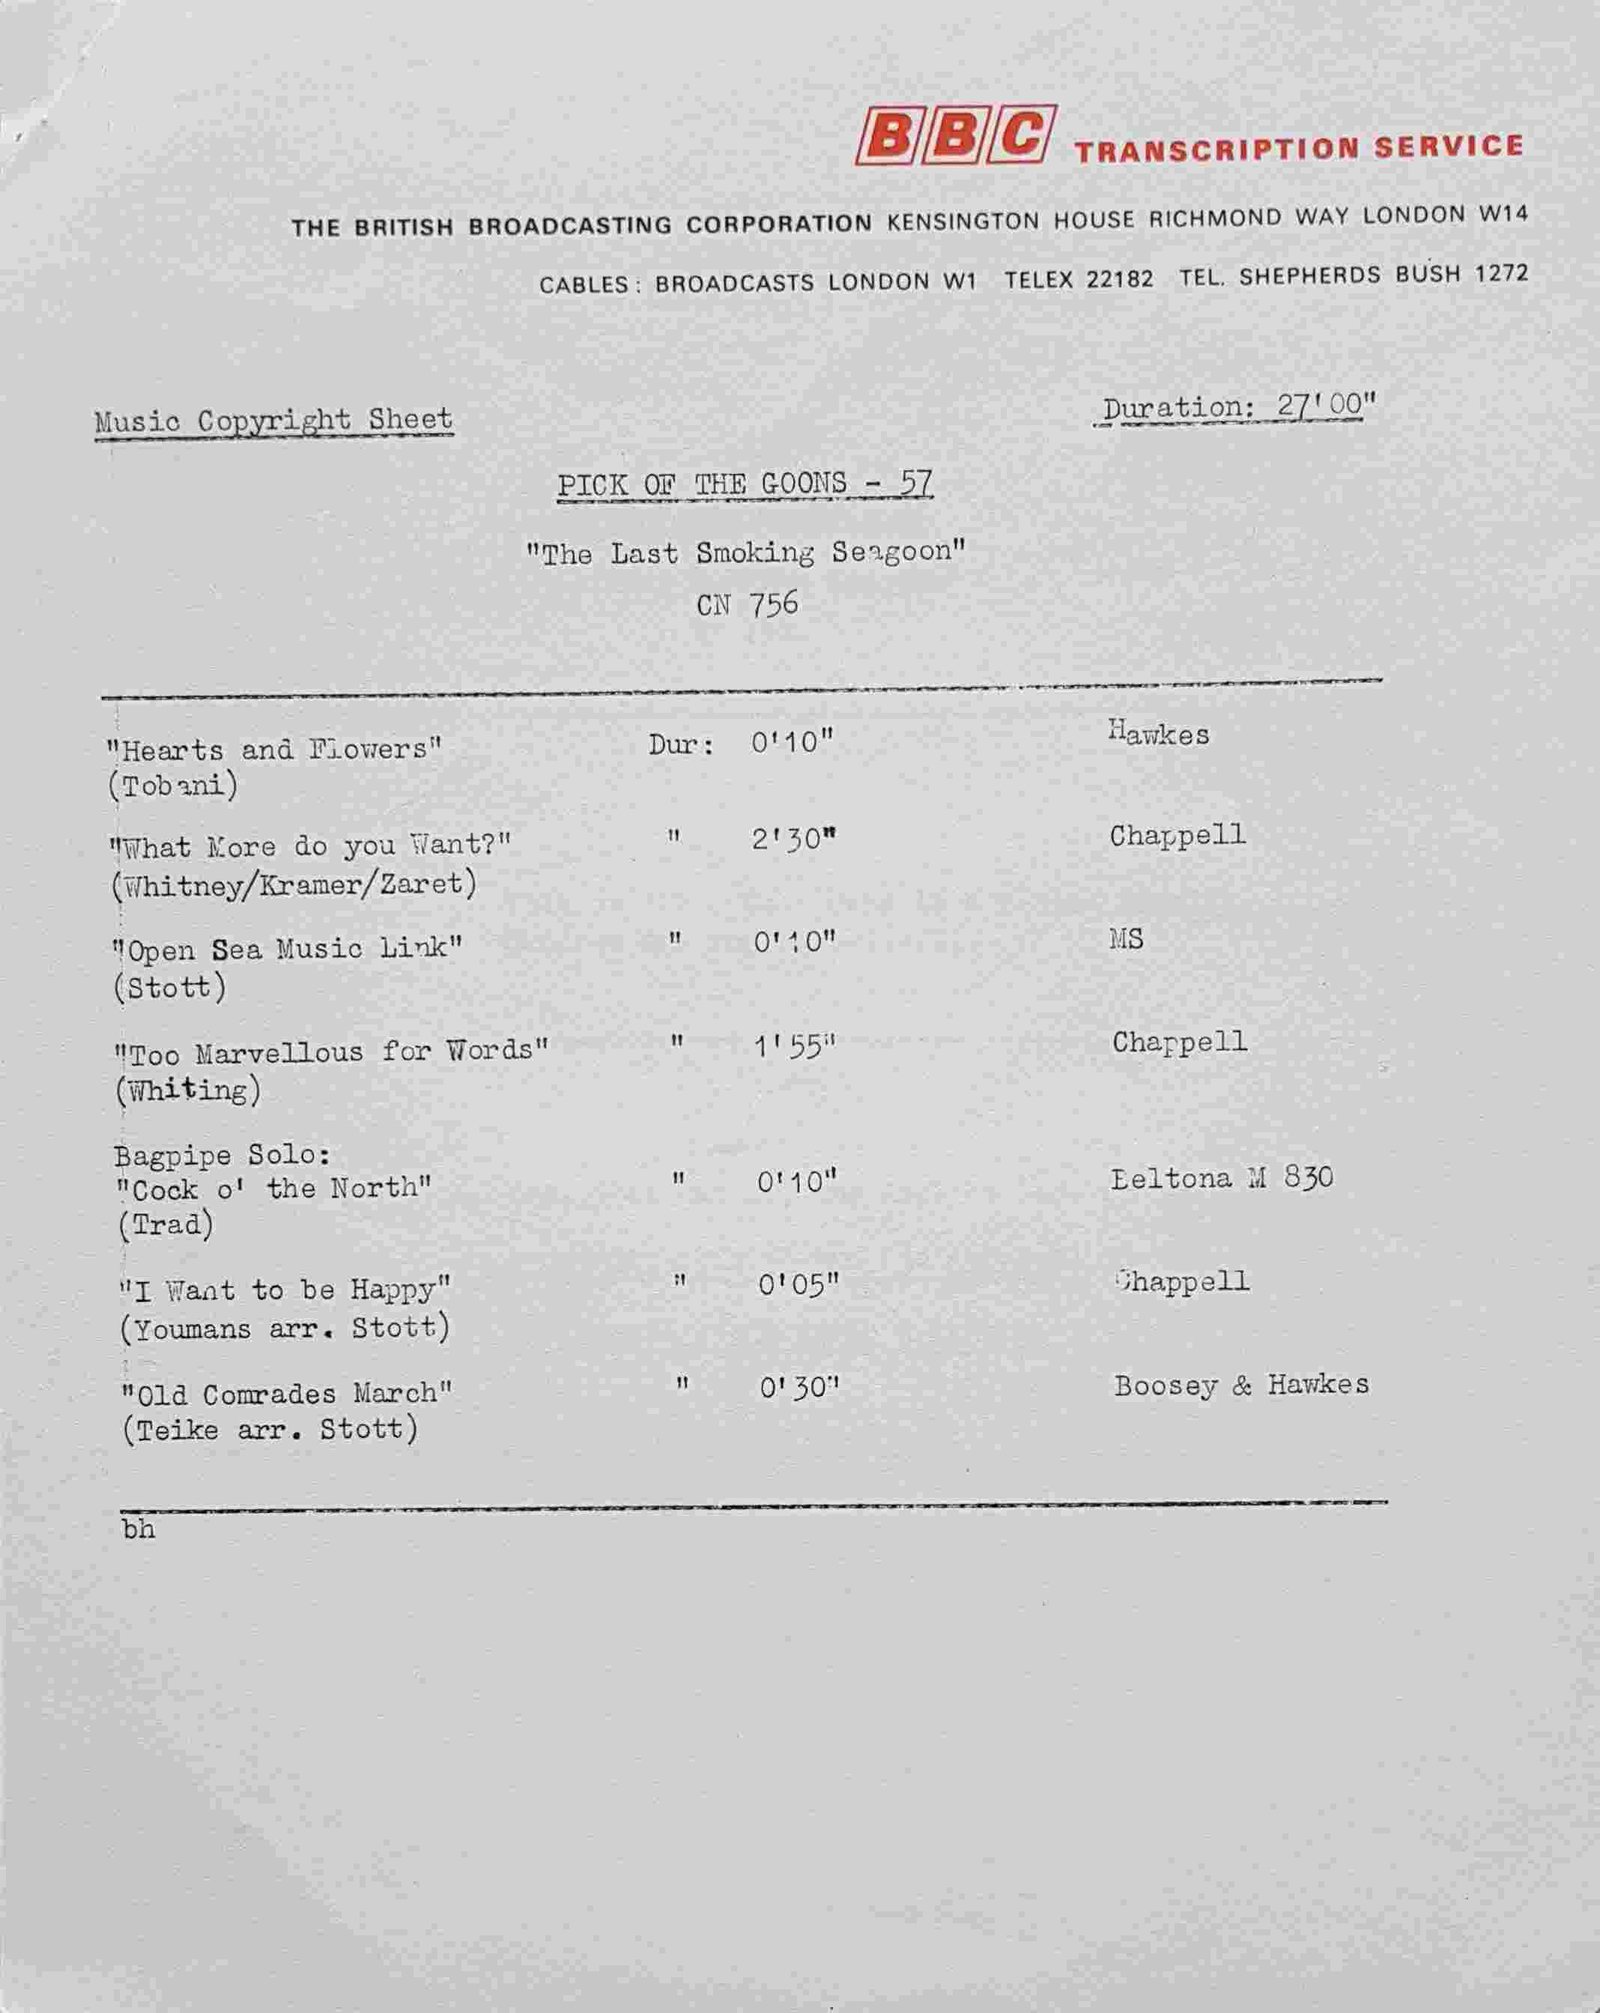 BBC TRANSCRIPTION SERVICE
THE BRITISH BROADCASTING CORPORATION KENSINGTON HOUSE RICHMOND WAY LONDON W14
CABLES: BROADCASTS LONDON W1 TELEX 22182 TEL. SHEPHERDS BUSH 1272
Music Copyright Sheet Duration: 27'00"
PICK OF THE GOONS - 57
"The Last Smoking Seagoon"
CN 756
"Hearts and Flowers" Dur: 0'10" Hawkes
(Tobani)
"What More do you Want?" " 2'30" Chappell
(Whitney/Kramer/Zaret)
"Open Sea Music Link" " 0'10" MS
(Stott)
"Too Marvellous for Words" " 1'55" Chappell
(Whiting)
Bagpipe Solo:
"Cock o' the North" " 0'10" Beltona M 830
(Trad)
"I Want to be Happy" " 0'05" Chappell
(Youmans arr. Stott)
"Old Comrades March" " 0'30" Boosey & Hawkes
(Teike arr. Stott)
bh